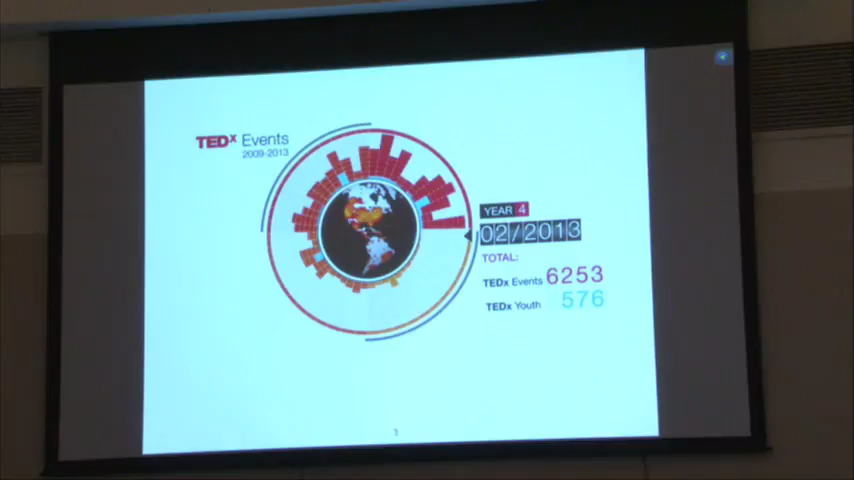 TEDx Events
2009-2013
YEAR 4
02/2013
TOTAL:
TEDx Events 6253
TEDx Youth 576